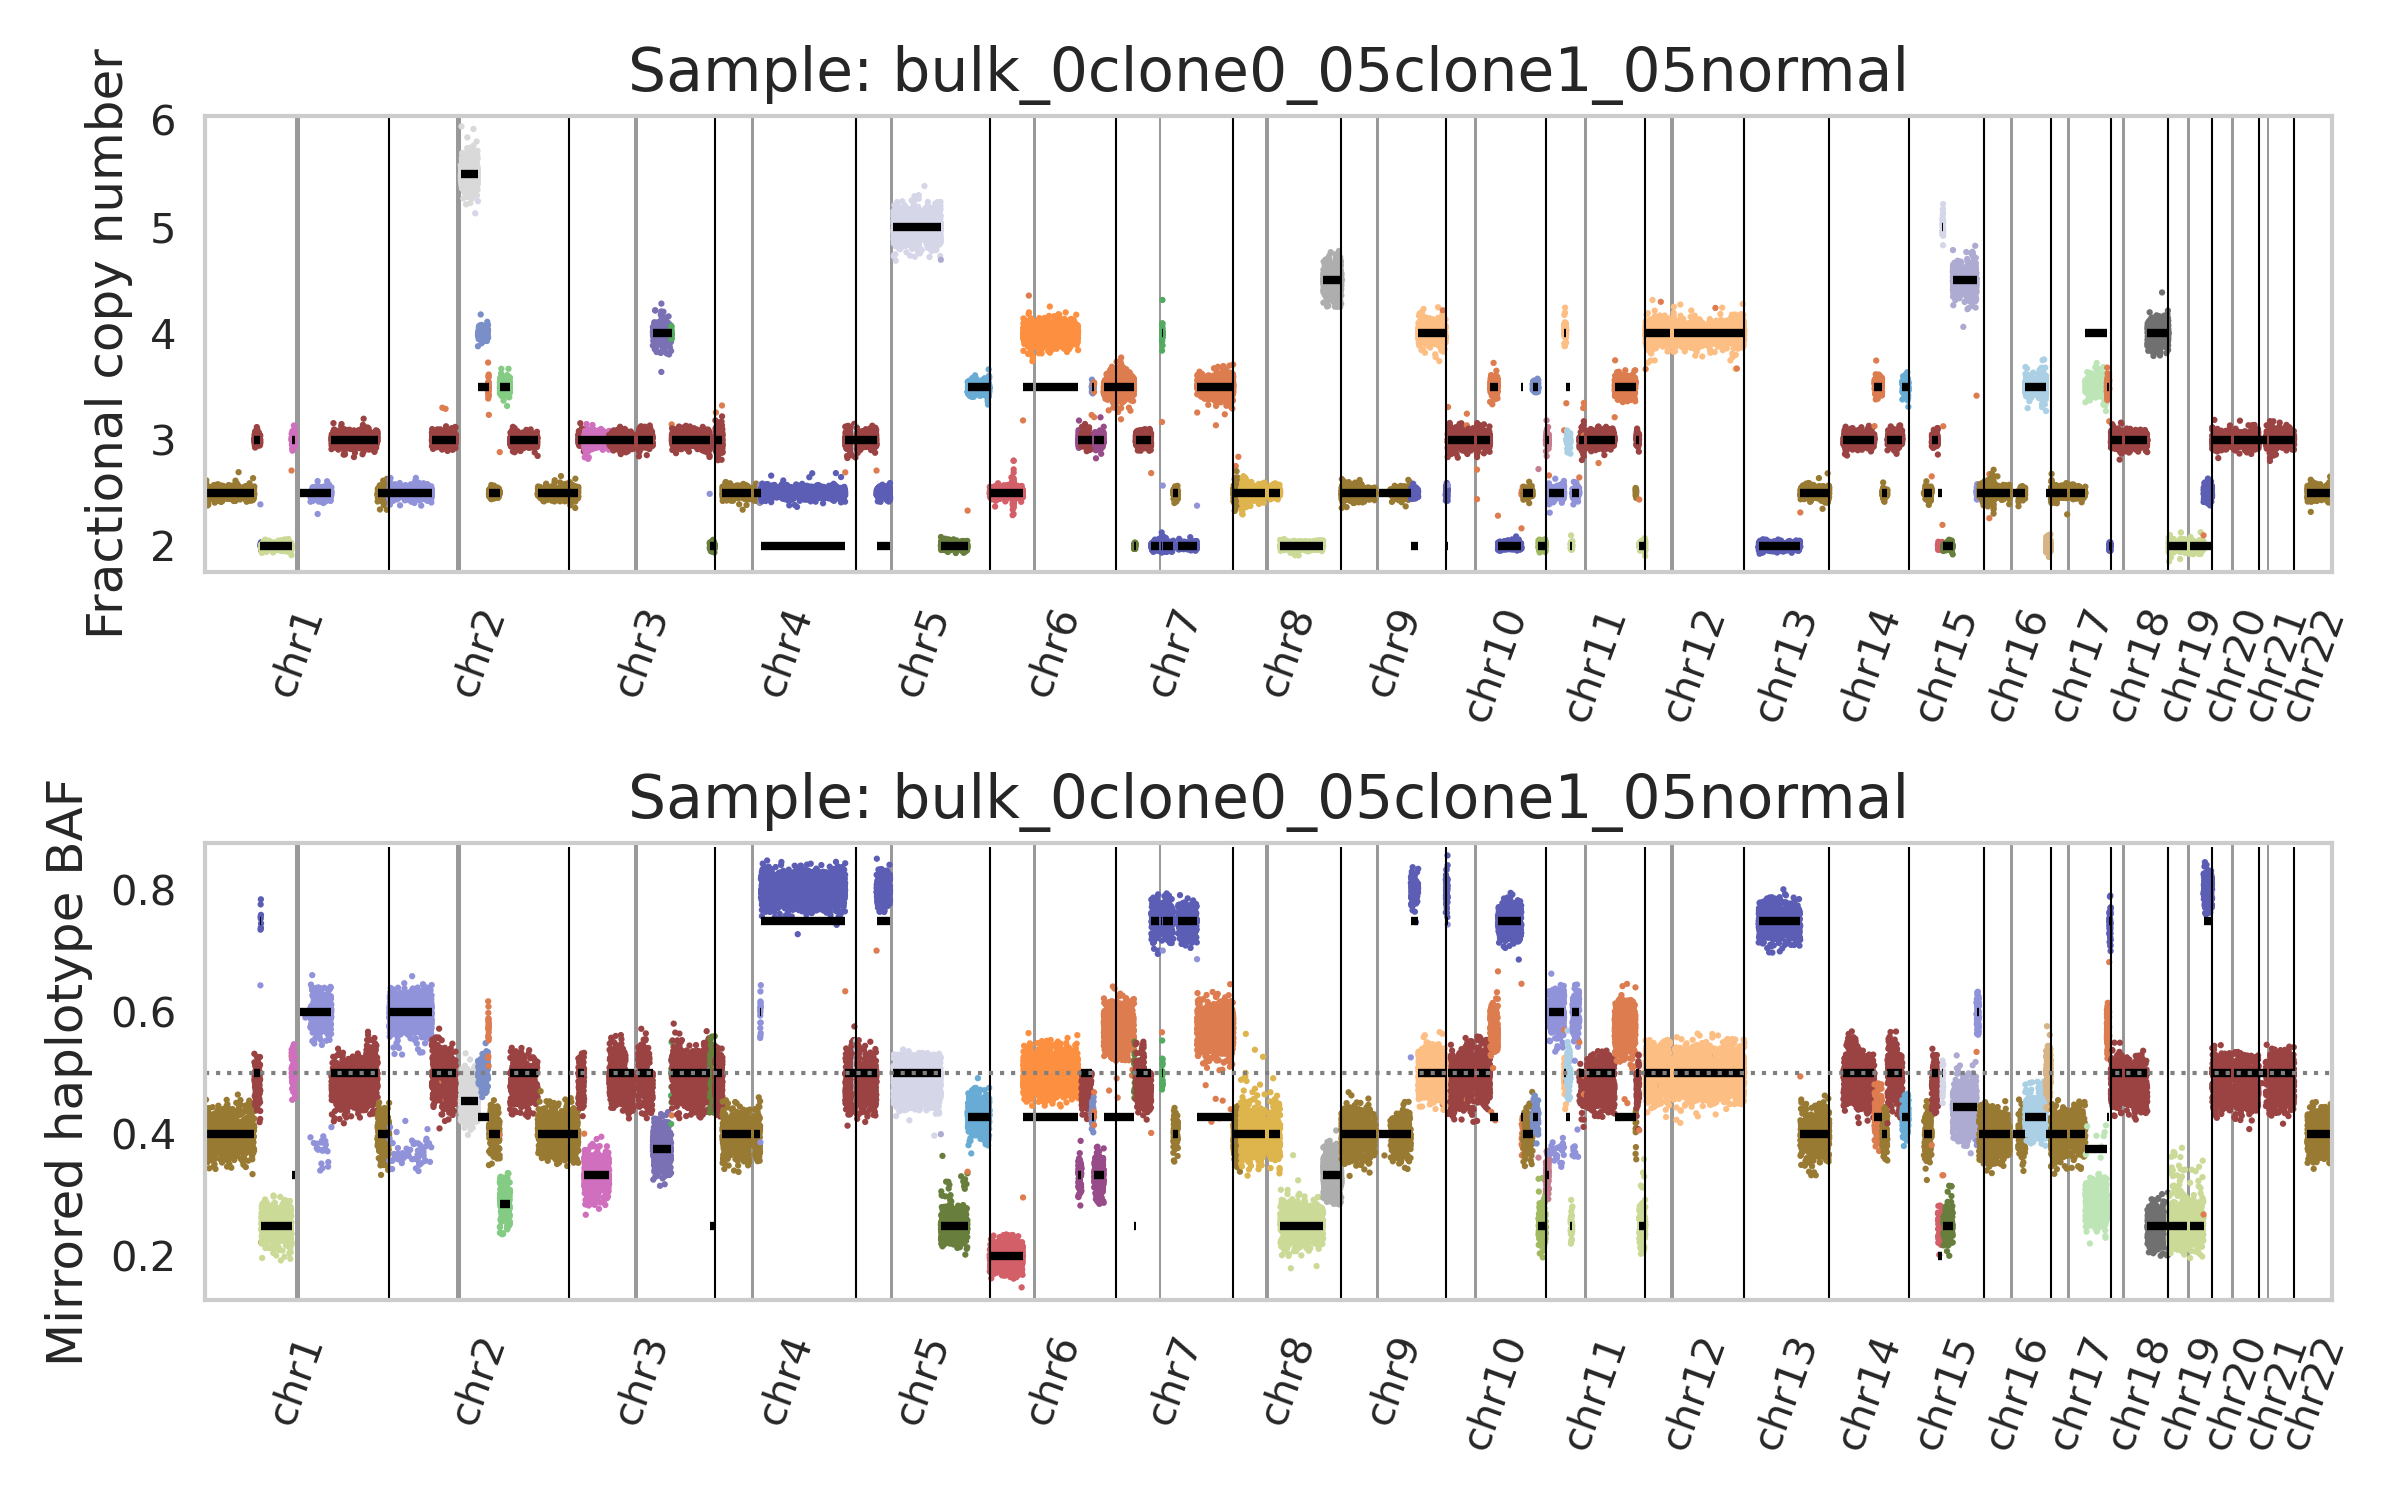 Sample: bulk_0clone0_05clone1_05normal
Fractional copy number
6
5
4
3
2
chr1 chr2 chr3 chr4 chr5 chr6 chr7 chr8 chr9 chr10 chr11 chr12 chr13 chr14 chr15 chr16 chr17 chr18 chr19 chr20 chr21 chr22
Sample: bulk_0clone0_05clone1_05normal
Mirrored haplotype BAF
0.8
0.6
0.4
0.2
chr1 chr2 chr3 chr4 chr5 chr6 chr7 chr8 chr9 chr10 chr11 chr12 chr13 chr14 chr15 chr16 chr17 chr18 chr19 chr20 chr21 chr22